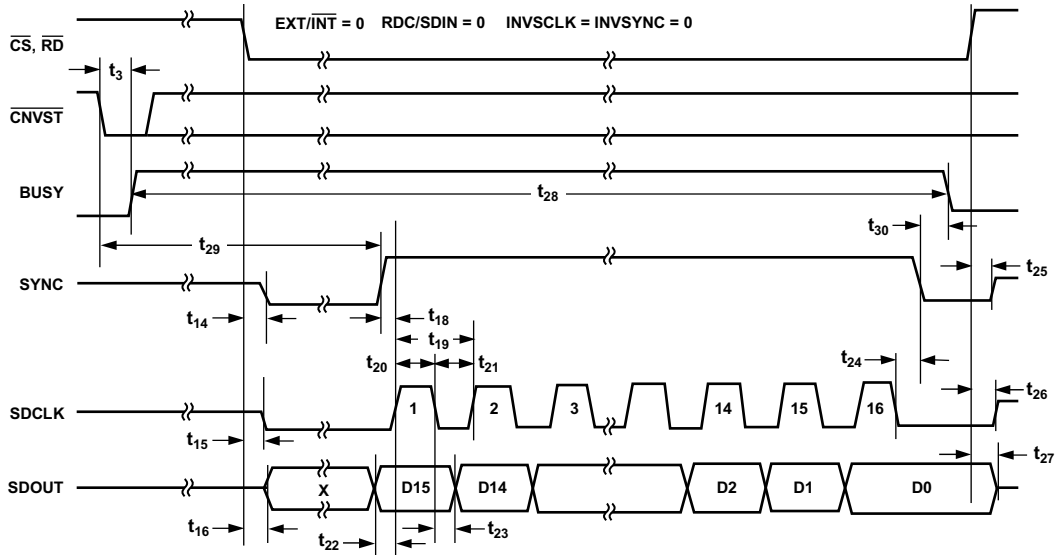 EXT/INT = 0 RDC/SDIN = 0 INVSCLK = INVSYNC = 0
CS, RD
t3
CNVST
BUSY
t28
t29
t30
t25
SYNC
t14
t18
t19
t20
t21
t24
t26
SDCLK
1 2 3 14 15 16
t15
t27
SDOUT
X D15 D14 D2 D1 D0
t16
t22
t23